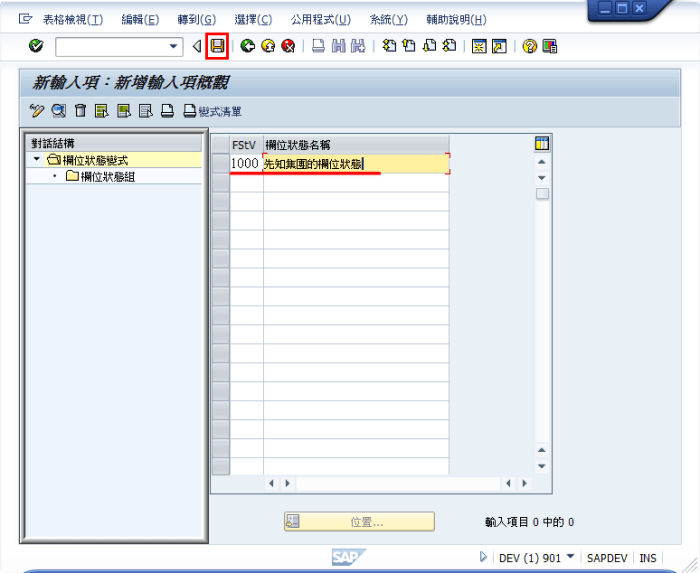 表格檢視(T) 編輯(E) 轉到(G) 選擇(C) 公用程式(U) 系統(Y) 輔助說明(H)
新輸入項：新增輸入項概觀
變式清單
對話結構
欄位狀態變式
欄位狀態組
FStV 欄位狀態名稱
1000 先知集團的欄位狀態
位置...
輸入項目 0 中的 0
SAP
DEV (1) 901 SAPDEV INS